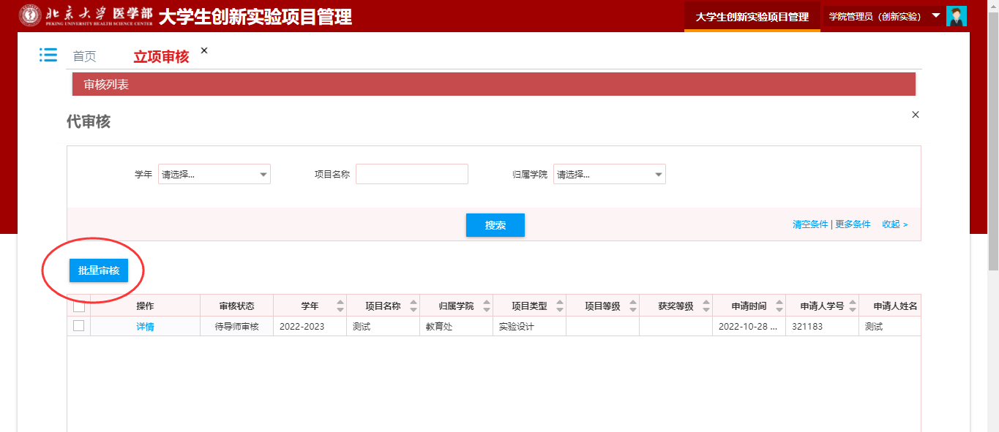 北京大学 医学部 大学生创新实验项目管理
PEKING UNIVERSITY HEALTH SCIENCE CENTER
大学生创新实验项目管理 学院管理员（创新实验）
首页 立项审核 ×
审核列表
代审核 ×
学年 请选择... 项目名称 归属学院 请选择...
搜索 清空条件 | 更多条件 收起 >
批量审核
操作 审核状态 学年 项目名称 归属学院 项目类型 项目等级 获奖等级 申请时间 申请人学号 申请人姓名
详情 待导师审核 2022-2023 测试 教育处 实验设计 2022-10-28 ... 321183 测试